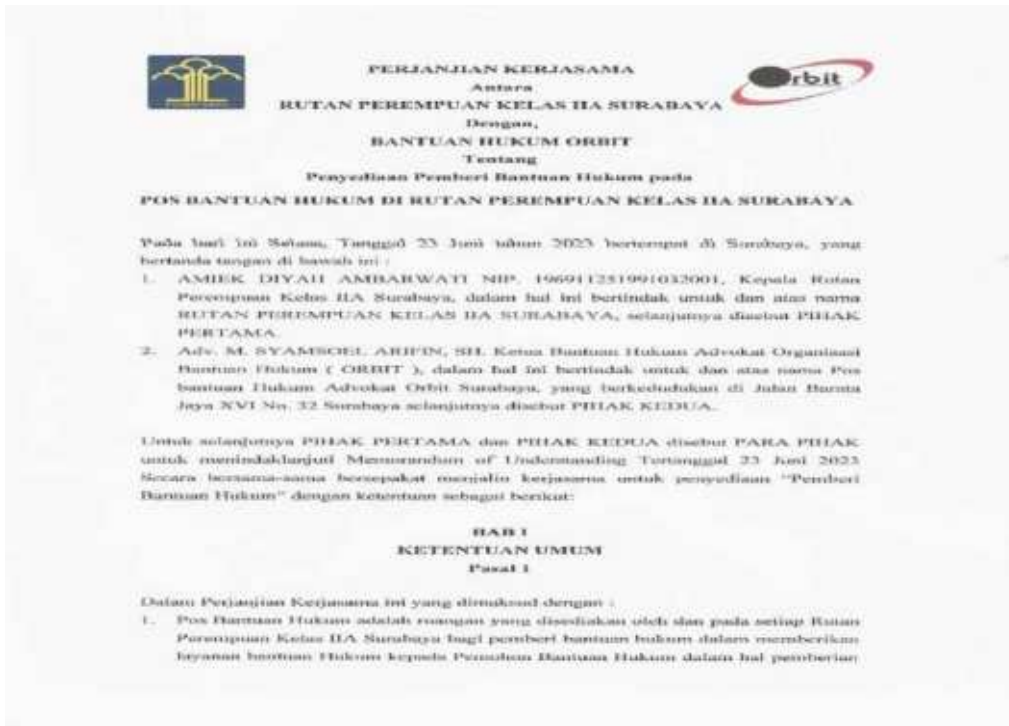 PERJANJIAN KERJASAMA
Antara
RUTAN PEREMPUAN KELAS IIA SURABAYA
Dengan,
BANTUAN HUKUM ORBIT
Tentang
Penyediaan Pemberi Bantuan Hukum pada
POS BANTUAN HUKUM DI RUTAN PEREMPUAN KELAS IIA SURABAYA
Orbit
Pada hari ini Selasa, Tanggal 23 Juni tahun 2023 bertempat di Surabaya, yang
bertanda tangan di bawah ini :
1. AMIEK DIYAH AMBARWATI NIP. 196911251991032001, Kepala Rutan
Perempuan Kelas IIA Surabaya, dalam hal ini bertindak untuk dan atas nama
RUTAN PEREMPUAN KELAS IIA SURABAYA, selanjutnya disebut PIHAK
PERTAMA.
2. Adv. M. SYAMSOEL ARIFIN, SH. Ketua Bantuan Hukum Advokat Organisasi
Bantuan Hukum ( ORBIT ), dalam hal ini bertindak untuk dan atas nama Pos
bantuan Hukum Advokat Orbit Surabaya, yang berkedudukan di Jalan Barata
Jaya XVI No. 32 Surabaya selanjutnya disebut PIHAK KEDUA.
Untuk selanjutnya PIHAK PERTAMA dan PIHAK KEDUA disebut PARA PIHAK
untuk menindaklanjuti Memorandum of Understanding Tertanggal 23 Juni 2023
Secara bersama-sama bersepakat menjalin kerjasama untuk penyediaan "Pemberi
Bantuan Hukum" dengan ketentuan sebagai berikut:
BAB I
KETENTUAN UMUM
Pasal 1
Dalam Perjanjian Kerjasama ini yang dimaksud dengan :
1. Pos Bantuan Hukum adalah ruangan yang disediakan oleh dan pada setiap Rutan
Perempuan Kelas IIA Surabaya bagi pemberi bantuan hukum dalam memberikan
layanan bantuan Hukum kepada Pemohon Bantuan Hukum dalam hal pemberian